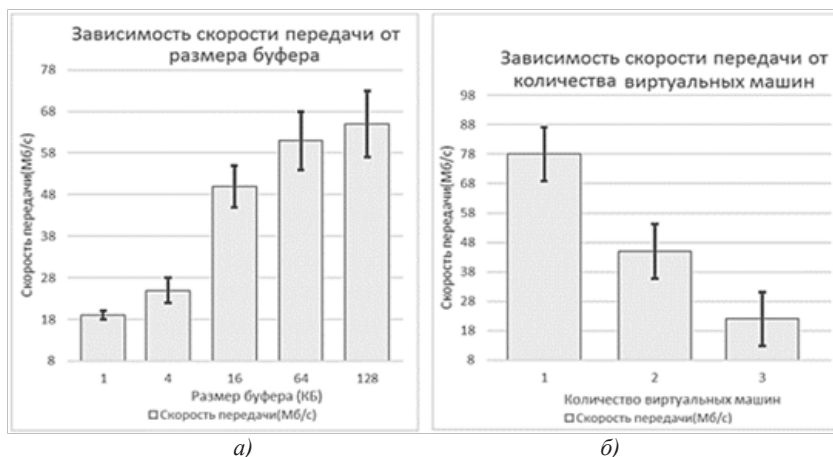 Зависимость скорости передачи от
размера буфера
78
68
58
48
38
28
18
8
Скорость передачи(Мб/с)
1 4 16 64 128
Размер буфера (КБ)
Скорость передачи(Мб/с)
а)
Зависимость скорости передачи от
количества виртуальных машин
98
88
78
68
58
48
38
28
18
8
Скорость передачи(Мб/с)
1 2 3
Количество виртуальных машин
Скорость передачи(Мб/с)
б)